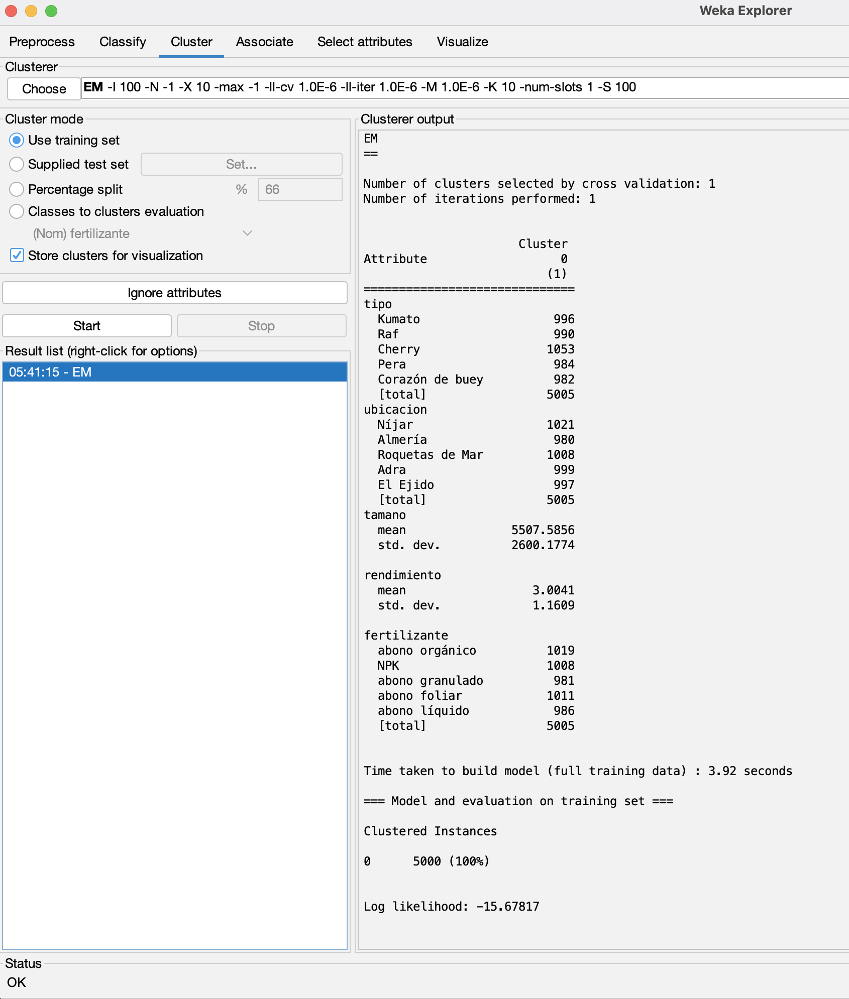 Weka Explorer
Preprocess Classify Cluster Associate Select attributes Visualize
Clusterer
Choose EM -I 100 -N -1 -X 10 -max -1 -ll-cv 1.0E-6 -ll-iter 1.0E-6 -M 1.0E-6 -K 10 -num-slots 1 -S 100
Cluster mode
Use training set
Supplied test set Set...
Percentage split % 66
Classes to clusters evaluation
(Nom) fertilizante
Store clusters for visualization
Ignore attributes
Start Stop
Result list (right-click for options)
05:41:15 - EM
Clusterer output
EM
==
Number of clusters selected by cross validation: 1
Number of iterations performed: 1
Cluster
Attribute 0
(1)
==============================
tipo
Kumato 996
Raf 990
Cherry 1053
Pera 984
Corazón de buey 982
[total] 5005
ubicacion
Níjar 1021
Almería 980
Roquetas de Mar 1008
Adra 999
El Ejido 997
[total] 5005
tamano
mean 5507.5856
std. dev. 2600.1774
rendimiento
mean 3.0041
std. dev. 1.1609
fertilizante
abono orgánico 1019
NPK 1008
abono granulado 981
abono foliar 1011
abono líquido 986
[total] 5005
Time taken to build model (full training data) : 3.92 seconds
=== Model and evaluation on training set ===
Clustered Instances
0 5000 (100%)
Log likelihood: -15.67817
Status
OK